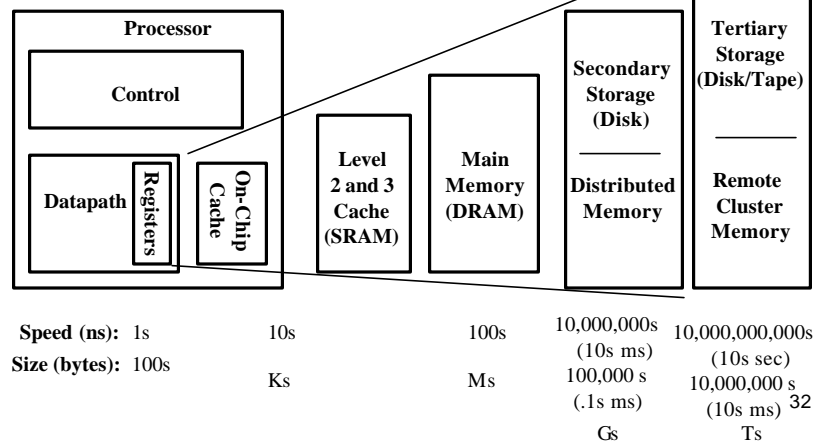 Processor
Control
Datapath
Registers
On-Chip
Cache
Level
2 and 3
Cache
(SRAM)
Main
Memory
(DRAM)
Secondary
Storage
(Disk)
Distributed
Memory
Tertiary
Storage
(Disk/Tape)
Remote
Cluster
Memory
Speed (ns): 1s 10s 100s 10,000,000s 10,000,000,000s
(10s ms) (10s sec)
Size (bytes): 100s Ks Ms 100,000 s 10,000,000 s
(.1s ms) (10s ms)
Gs Ts
32